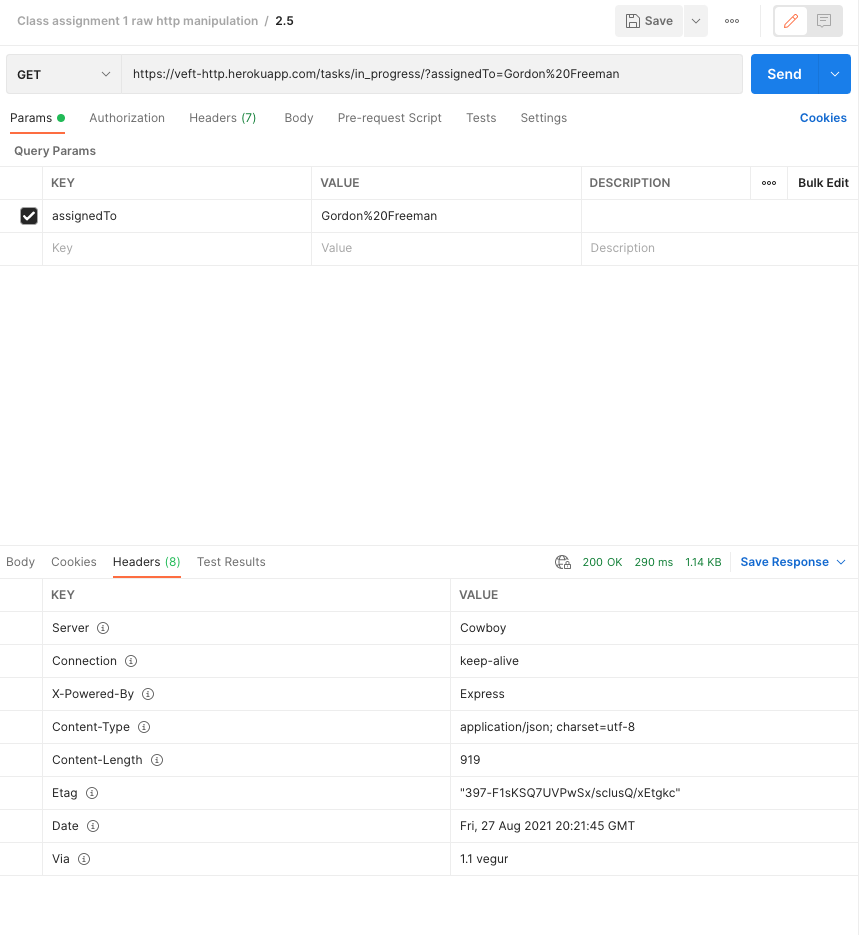 Class assignment 1 raw http manipulation / 2.5
Save
GET https://veft-http.herokuapp.com/tasks/in_progress/?assignedTo=Gordon%20Freeman Send
Params Authorization Headers (7) Body Pre-request Script Tests Settings Cookies
Query Params
KEY VALUE DESCRIPTION Bulk Edit
assignedTo Gordon%20Freeman
Key Value Description
Body Cookies Headers (8) Test Results 200 OK 290 ms 1.14 KB Save Response
KEY VALUE
Server Cowboy
Connection keep-alive
X-Powered-By Express
Content-Type application/json; charset=utf-8
Content-Length 919
Etag "397-F1sKSQ7UVPwSx/sclusQ/xEtgkc"
Date Fri, 27 Aug 2021 20:21:45 GMT
Via 1.1 vegur